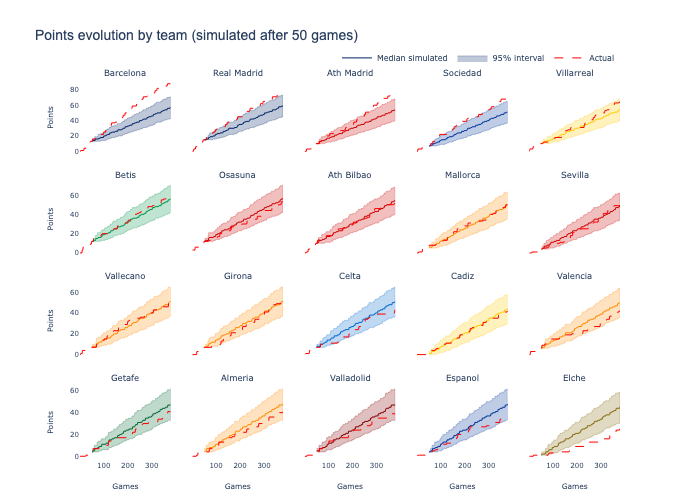 Points evolution by team (simulated after 50 games)
Median simulated 95% interval Actual
Barcelona Real Madrid Ath Madrid Sociedad Villarreal
80
60
40
20
0
Points
Betis Osasuna Ath Bilbao Mallorca Sevilla
60
40
20
0
Points
Vallecano Girona Celta Cadiz Valencia
60
40
20
0
Points
Getafe Almeria Valladolid Espanol Elche
60
40
20
0
Points
100 200 300 100 200 300 100 200 300 100 200 300 100 200 300
Games Games Games Games Games